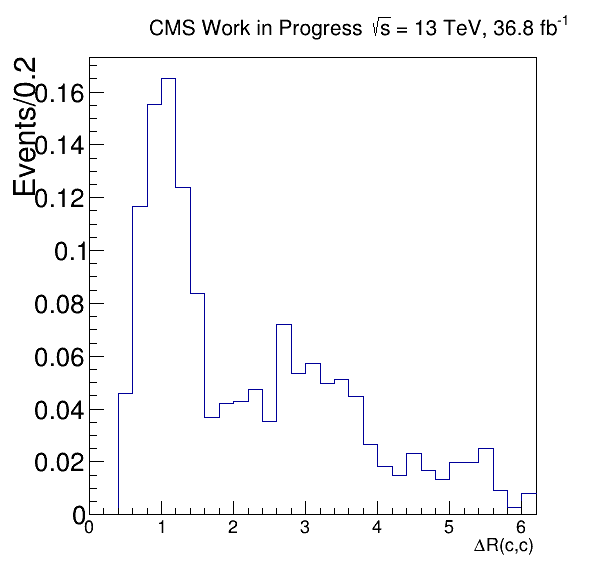 CMS Work in Progress √s = 13 TeV, 36.8 fb⁻¹
Events/0.2
0.16
0.14
0.12
0.1
0.08
0.06
0.04
0.02
0
0 1 2 3 4 5 6
ΔR(c,c)